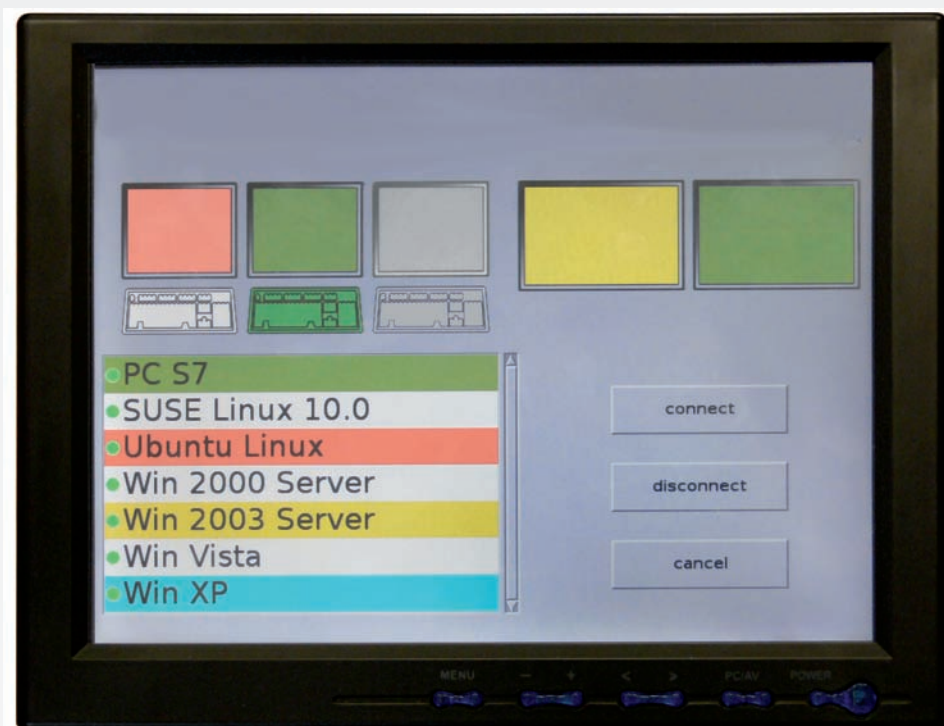 PC S7
SUSE Linux 10.0
Ubuntu Linux
Win 2000 Server
Win 2003 Server
Win Vista
Win XP
connect
disconnect
cancel
MENU - + < > PC/AV POWER